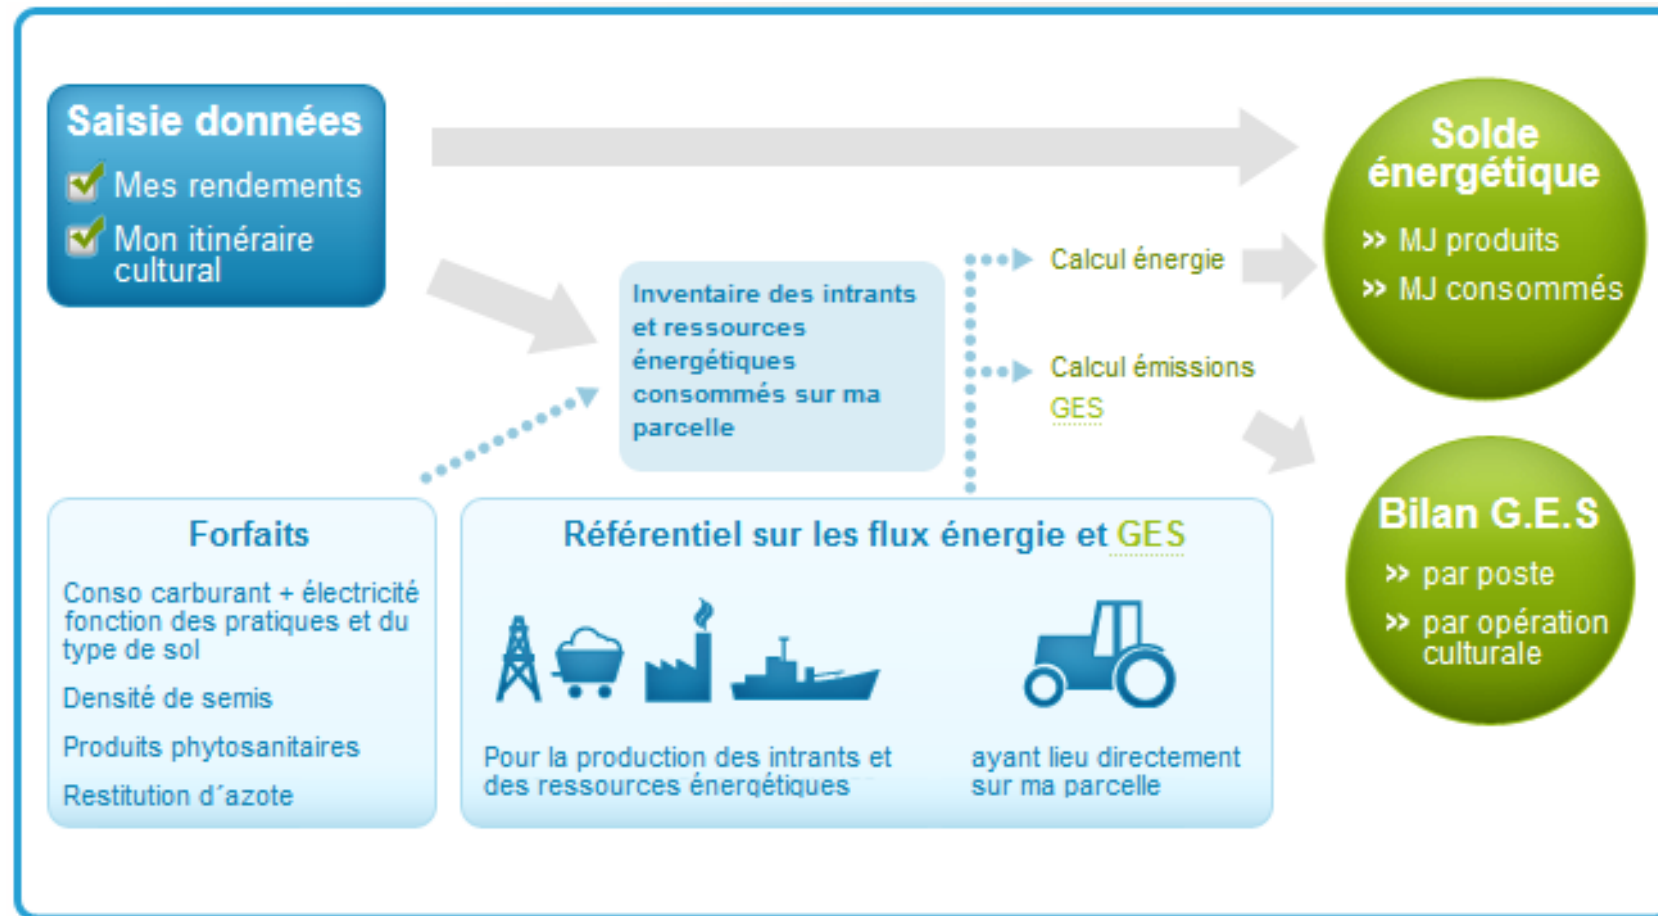 Saisie données
Mes rendements
Mon itinéraire
cultural
Solde
énergétique
» MJ produits
» MJ consommés
Inventaire des intrants
et ressources
énergétiques
consommés sur ma
parcelle
Calcul énergie
Calcul émissions
GES
Bilan G.E.S
» par poste
» par opération
culturale
Forfaits
Conso carburant + électricité
fonction des pratiques et du
type de sol
Densité de semis
Produits phytosanitaires
Restitution d´azote
Référentiel sur les flux énergie et GES
Pour la production des intrants et
des ressources énergétiques
ayant lieu directement
sur ma parcelle